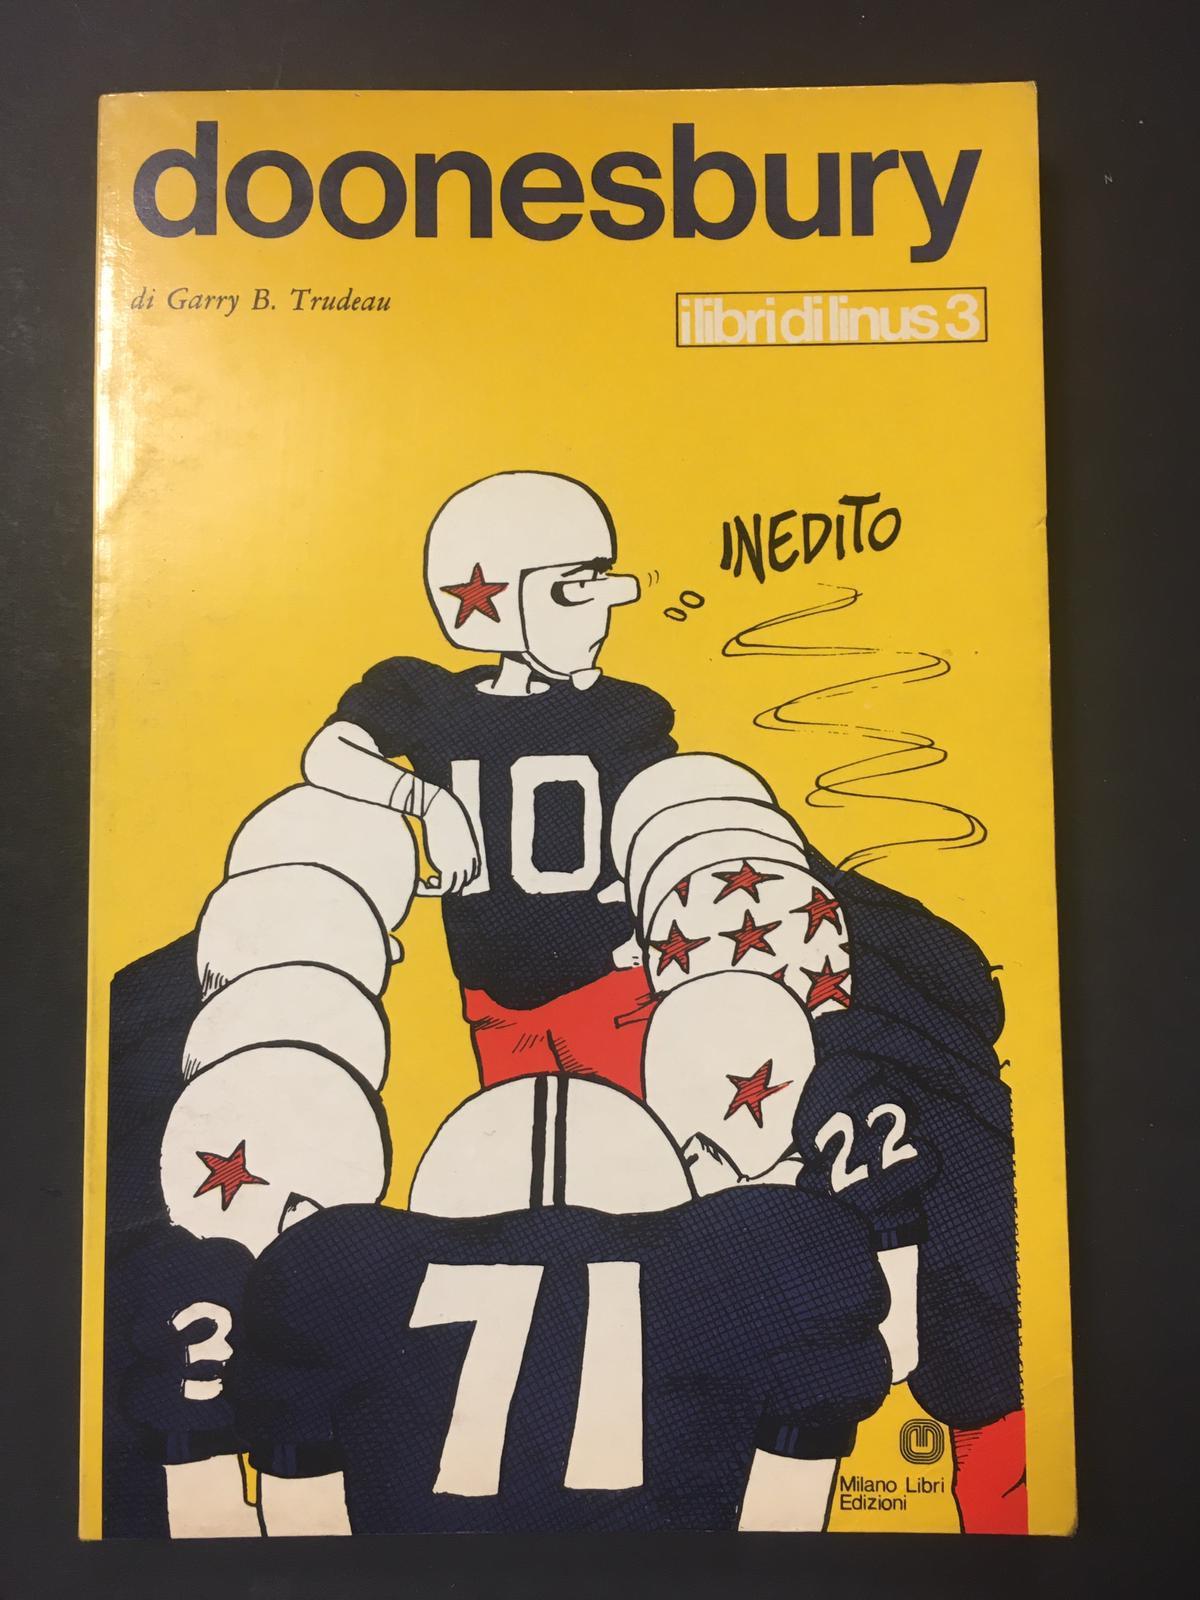 doonesbury
di Garry B. Trudeau
i libri di linus 3
INEDITO
10
22
3
71
Milano Libri
Edizioni